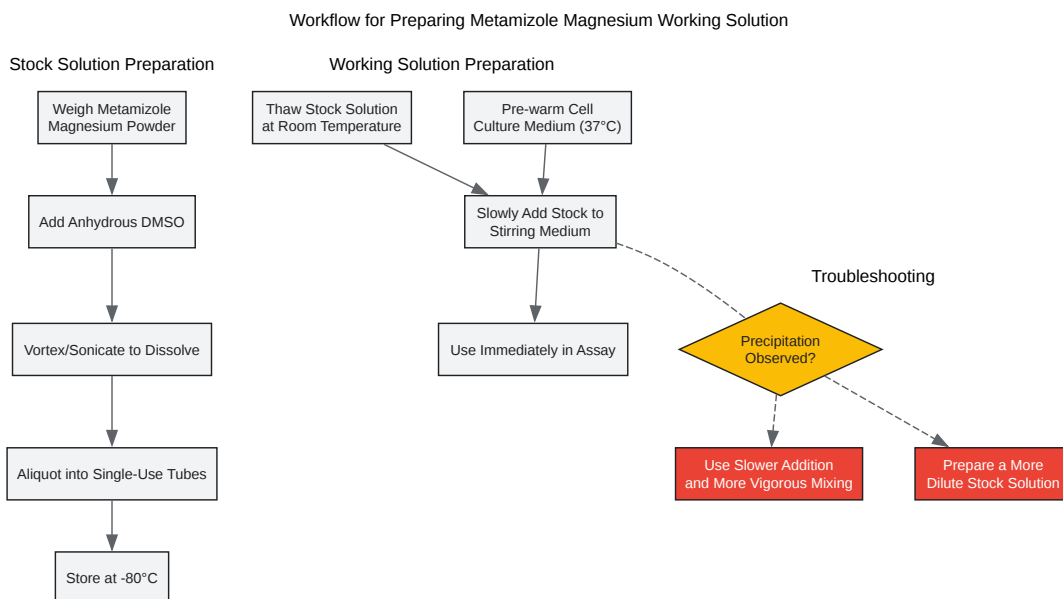 Workflow for Preparing Metamizole Magnesium Working Solution
Stock Solution Preparation
Weigh Metamizole
Magnesium Powder
Add Anhydrous DMSO
Vortex/Sonicate to Dissolve
Aliquot into Single-Use Tubes
Store at -80°C
Working Solution Preparation
Thaw Stock Solution
at Room Temperature
Pre-warm Cell
Culture Medium (37°C)
Slowly Add Stock to
Stirring Medium
Use Immediately in Assay
Troubleshooting
Precipitation
Observed?
Use Slower Addition
and More Vigorous Mixing
Prepare a More
Dilute Stock Solution